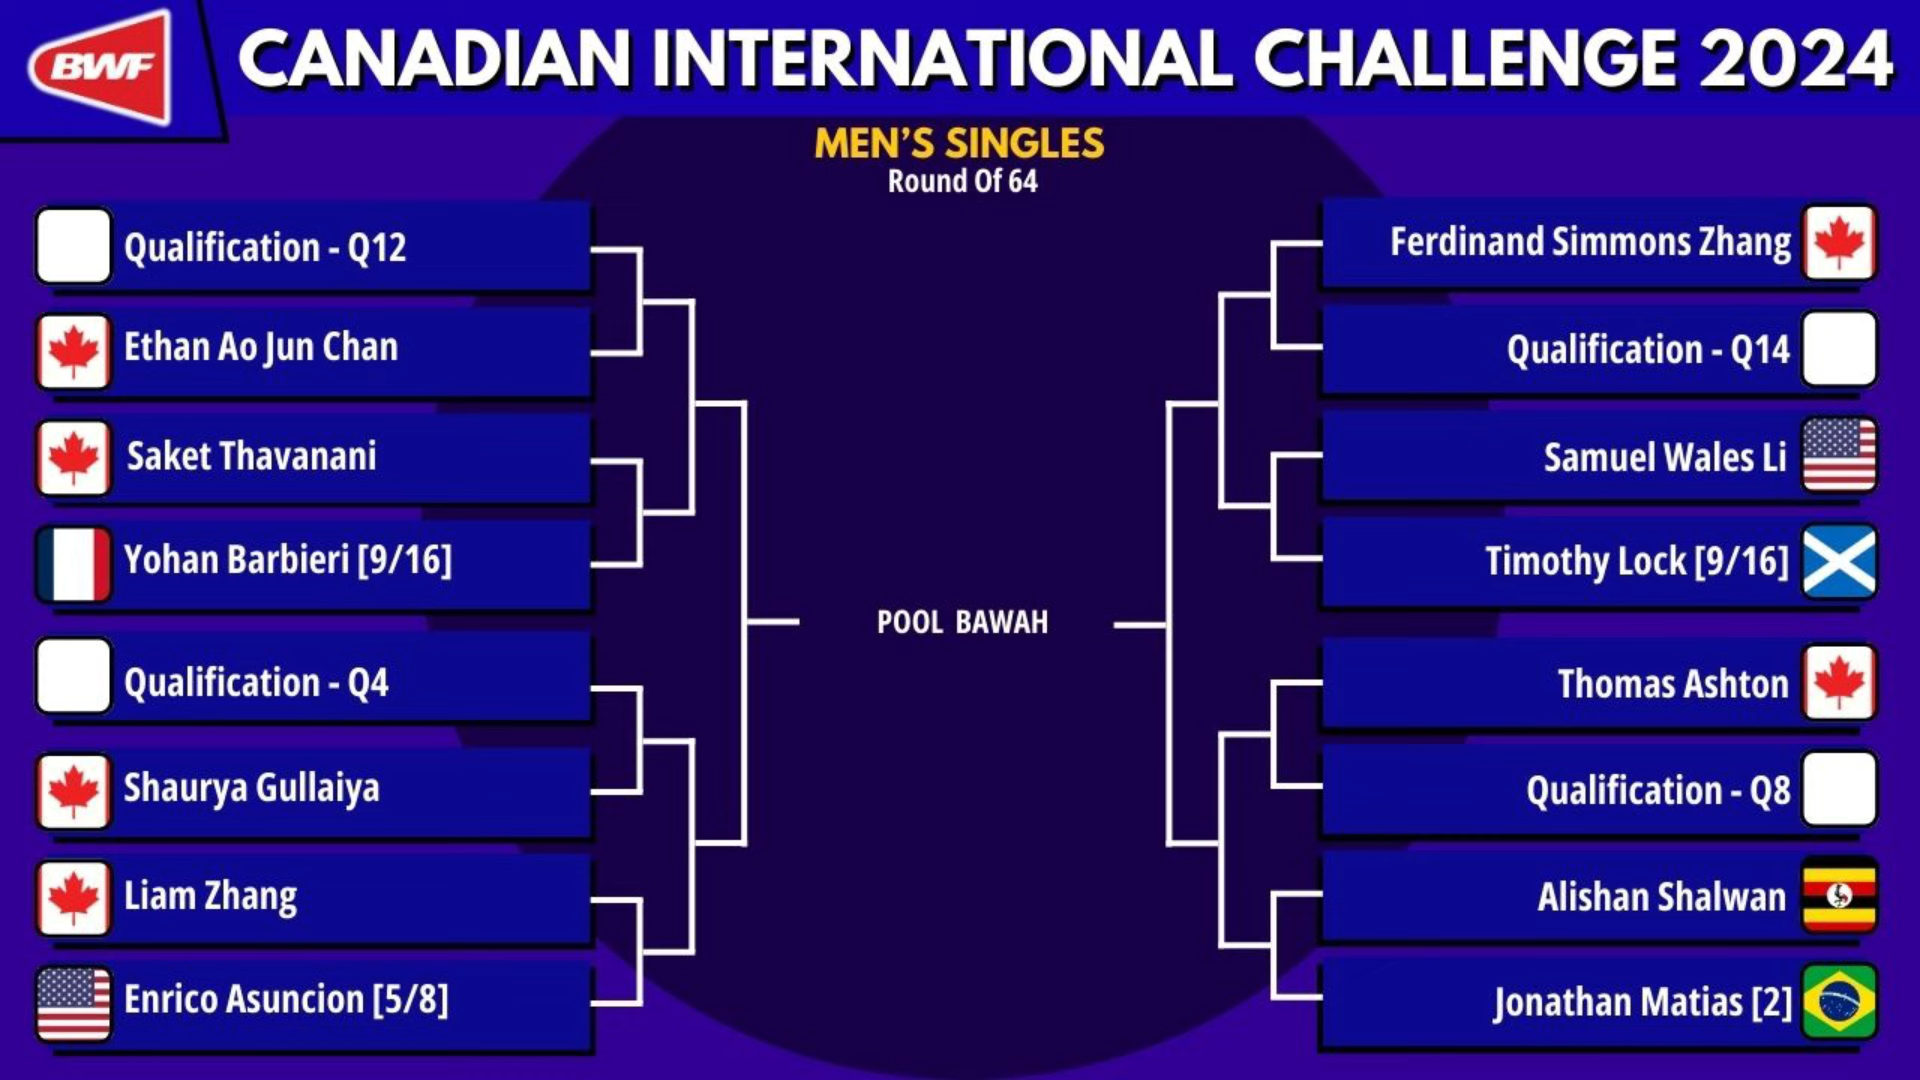 BWF
CANADIAN INTERNATIONAL CHALLENGE 2024
MEN'S SINGLES
Round Of 64
Qualification - Q12
Ethan Ao Jun Chan
Saket Thavanani
Yohan Barbieri [9/16]
Qualification - Q4
Shaurya Gullaiya
Liam Zhang
Enrico Asuncion [5/8]
POOL BAWAH
Ferdinand Simmons Zhang
Qualification - Q14
Samuel Wales Li
Timothy Lock [9/16]
Thomas Ashton
Qualification - Q8
Alishan Shalwan
Jonathan Matias [2]